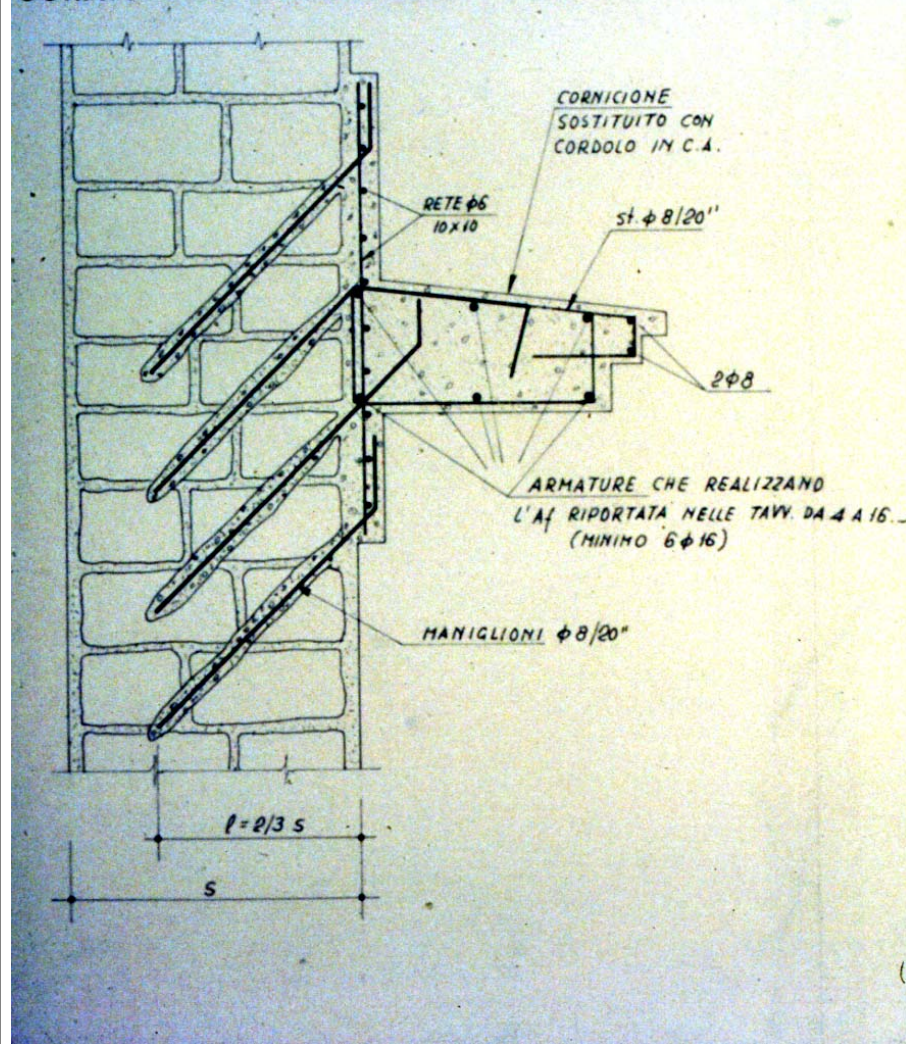 CORNICIONE
SOSTITUITO CON
CORDOLO IN C.A.
RETE φ6
10x10
st. φ 8/20"
2φ8
ARMATURE CHE REALIZZANO
L'Af RIPORTATA NELLE TAVV. DA 4 A 16.
(MINIMO 6φ16)
MANIGLIONI φ8/20"
l = 2/3 S
S